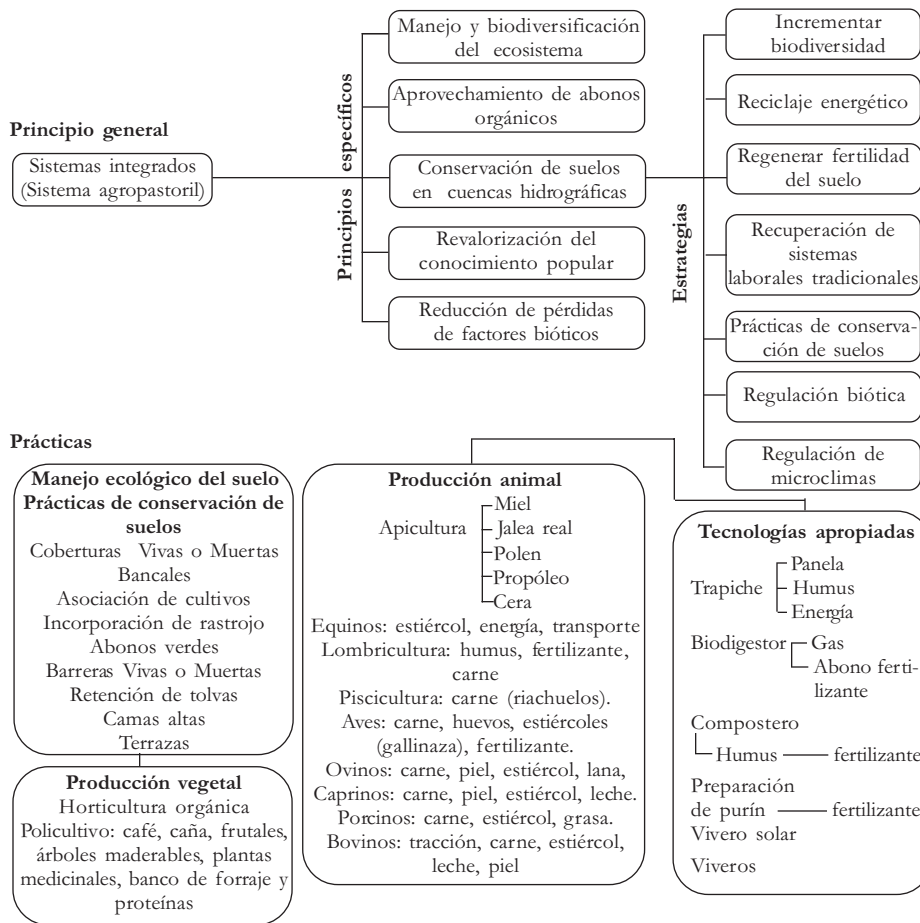 Principio general
Sistemas integrados
(Sistema agropastoril)
Principios específicos
Manejo y biodiversificación
del ecosistema
Aprovechamiento de abonos
orgánicos
Conservación de suelos
en cuencas hidrográficas
Revalorización del
conocimiento popular
Reducción de pérdidas
de factores bióticos
Estrategias
Incrementar
biodiversidad
Reciclaje energético
Regenerar fertilidad
del suelo
Recuperación de
sistemas
laborales tradicionales
Prácticas de conserva-
ción de suelos
Regulación biótica
Regulación de
microclimas
Prácticas
Manejo ecológico del suelo
Prácticas de conservación de
suelos
Coberturas Vivas o Muertas
Bancales
Asociación de cultivos
Incorporación de rastrojo
Abonos verdes
Barreras Vivas o Muertas
Retención de tolvas
Camas altas
Terrazas
Producción vegetal
Horticultura orgánica
Policultivo: café, caña, frutales,
árboles maderables, plantas
medicinales, banco de forraje y
proteínas
Producción animal
Apicultura
Miel
Jalea real
Polen
Propóleo
Cera
Equinos: estiércol, energía, transporte
Lombricultura: humus, fertilizante,
carne
Piscicultura: carne (riachuelos).
Aves: carne, huevos, estiércoles
(gallinaza), fertilizante.
Ovinos: carne, piel, estiércol, lana,
Caprinos: carne, piel, estiércol, leche.
Porcinos: carne, estiércol, grasa.
Bovinos: tracción, carne, estiércol,
leche, piel
Tecnologías apropiadas
Trapiche
Panela
Humus
Energía
Biodigestor
Gas
Abono ferti-
lizante
Compostero
Humus fertilizante
Preparación
de purín fertilizante
Vivero solar
Viveros